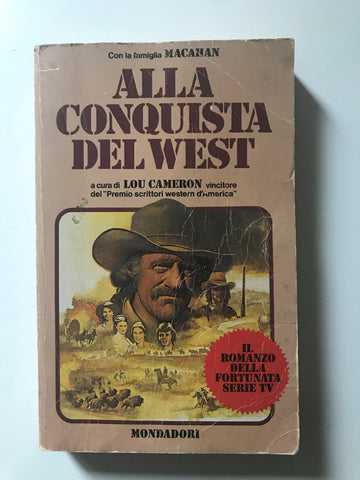 Con la famiglia MACAHAN
ALLA
CONQUISTA
DEL WEST
a cura di LOU CAMERON vincitore
del "Premio scrittori western d'America"
IL
ROMANZO
DELLA
FORTUNATA
SERIE TV
MONDADORI